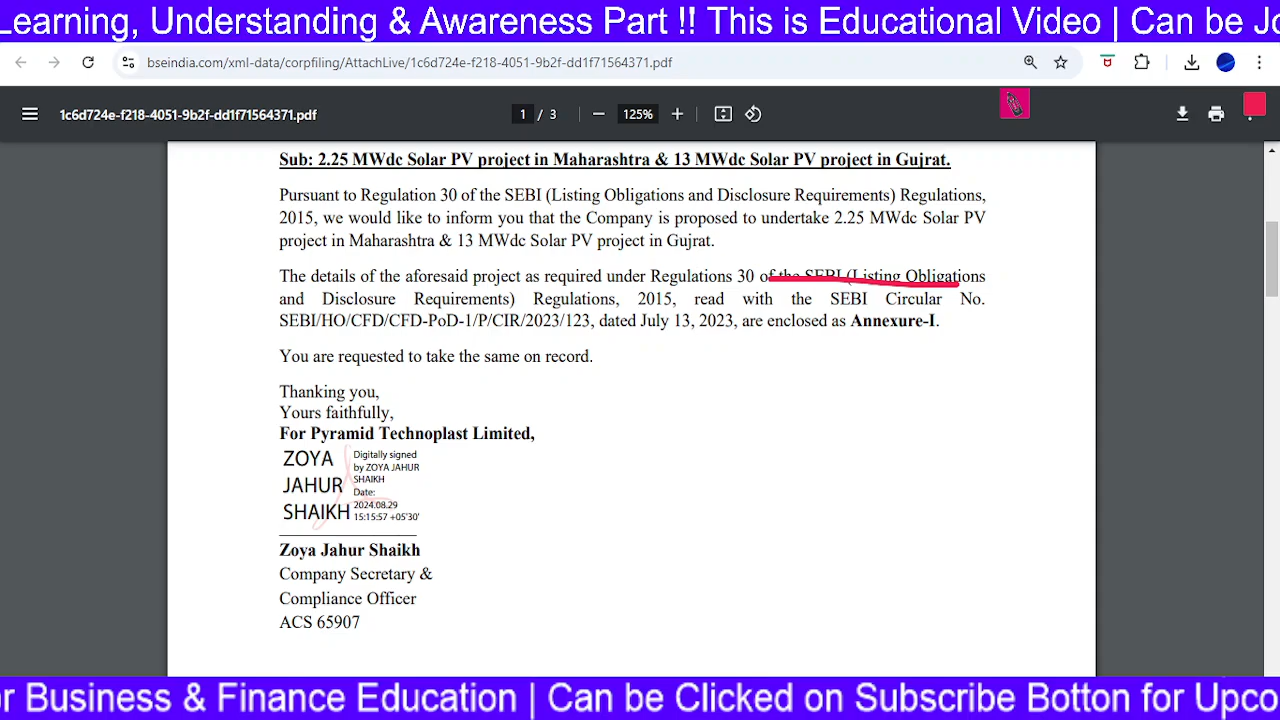 Learning, Understanding & Awareness Part !! This is Educational Video | Can be Jo
bseindia.com/xml-data/corpfiling/AttachLive/1c6d724e-f218-4051-9b2f-dd1f71564371.pdf
1c6d724e-f218-4051-9b2f-dd1f71564371.pdf
1 / 3
125%
Sub: 2.25 MWdc Solar PV project in Maharashtra & 13 MWdc Solar PV project in Gujrat.
Pursuant to Regulation 30 of the SEBI (Listing Obligations and Disclosure Requirements) Regulations,
2015, we would like to inform you that the Company is proposed to undertake 2.25 MWdc Solar PV
project in Maharashtra & 13 MWdc Solar PV project in Gujrat.
The details of the aforesaid project as required under Regulations 30 of the SEBI (Listing Obligations
and Disclosure Requirements) Regulations, 2015, read with the SEBI Circular No.
SEBI/HO/CFD/CFD-PoD-1/P/CIR/2023/123, dated July 13, 2023, are enclosed as Annexure-I.
You are requested to take the same on record.
Thanking you,
Yours faithfully,
For Pyramid Technoplast Limited,
ZOYA
JAHUR
SHAIKH
Digitally signed
by ZOYA JAHUR
SHAIKH
Date:
2024.08.29
15:15:57 +05'30'
Zoya Jahur Shaikh
Company Secretary &
Compliance Officer
ACS 65907
or Business & Finance Education | Can be Clicked on Subscribe Botton for Upco